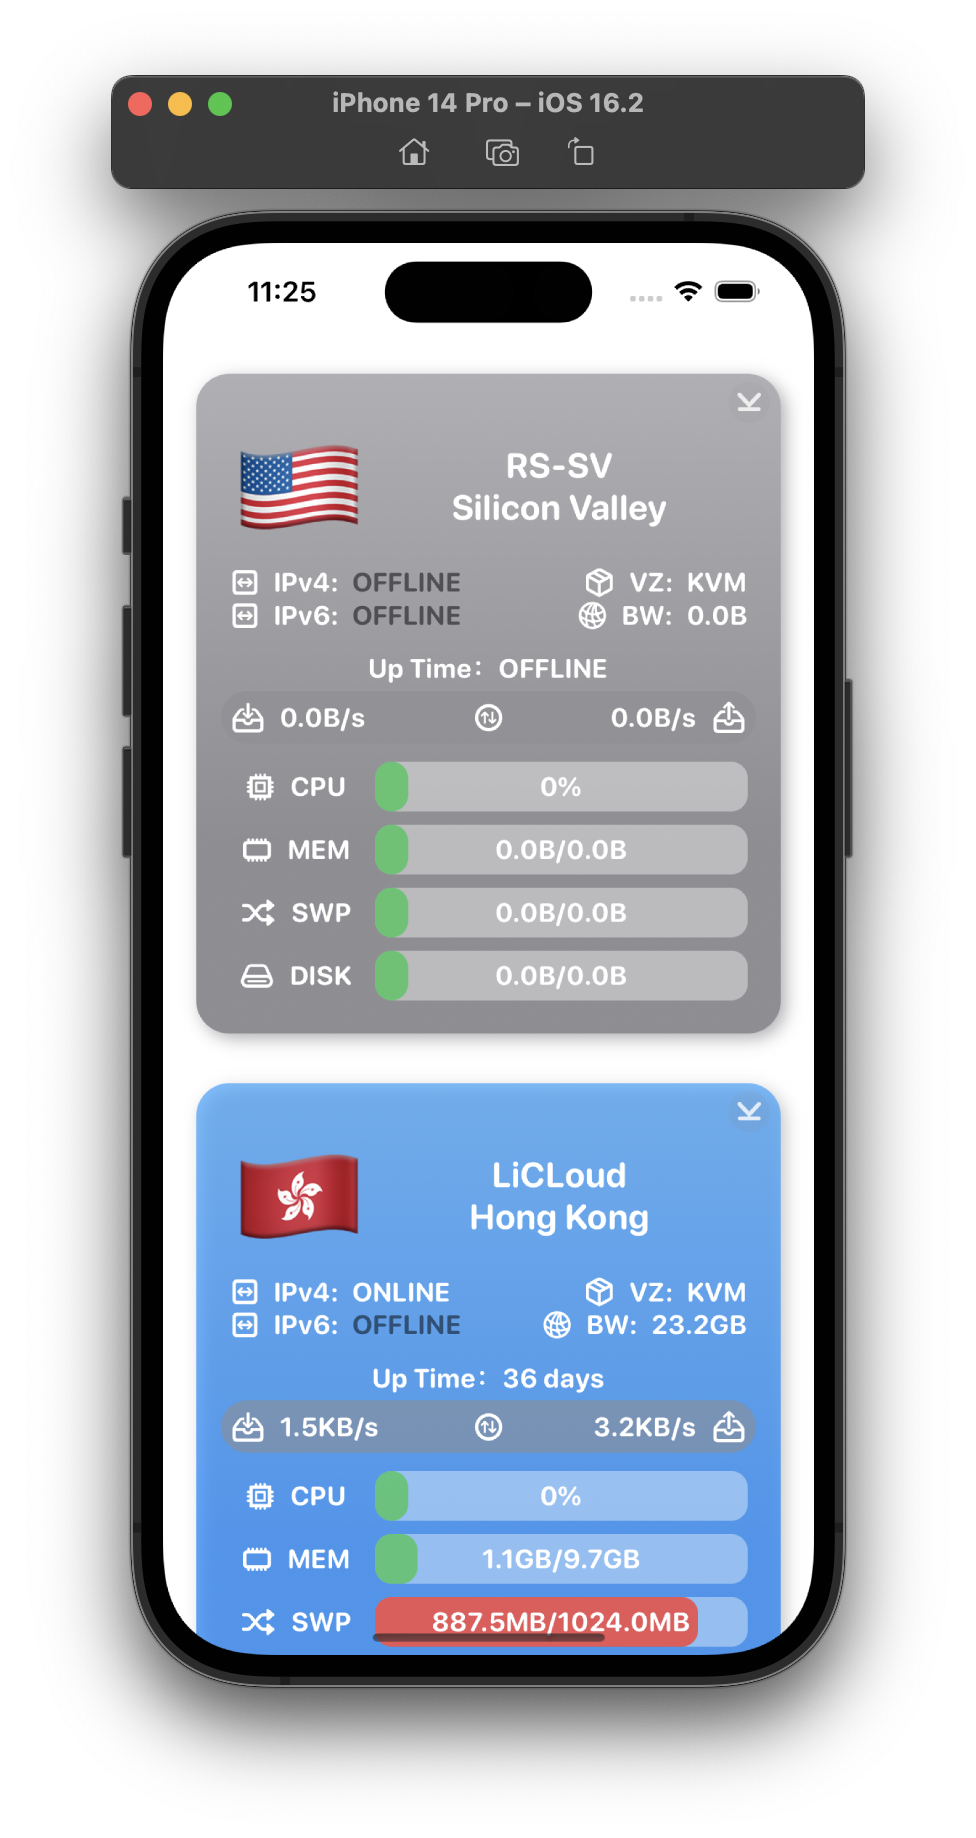 iPhone 14 Pro – iOS 16.2
11:25
RS-SV
Silicon Valley
IPv4: OFFLINE
VZ: KVM
IPv6: OFFLINE
BW: 0.0B
Up Time： OFFLINE
0.0B/s
0.0B/s
CPU
0%
MEM
0.0B/0.0B
SWP
0.0B/0.0B
DISK
0.0B/0.0B
LiCLoud
Hong Kong
IPv4: ONLINE
VZ: KVM
IPv6: OFFLINE
BW: 23.2GB
Up Time： 36 days
1.5KB/s
3.2KB/s
CPU
0%
MEM
1.1GB/9.7GB
SWP
887.5MB/1024.0MB